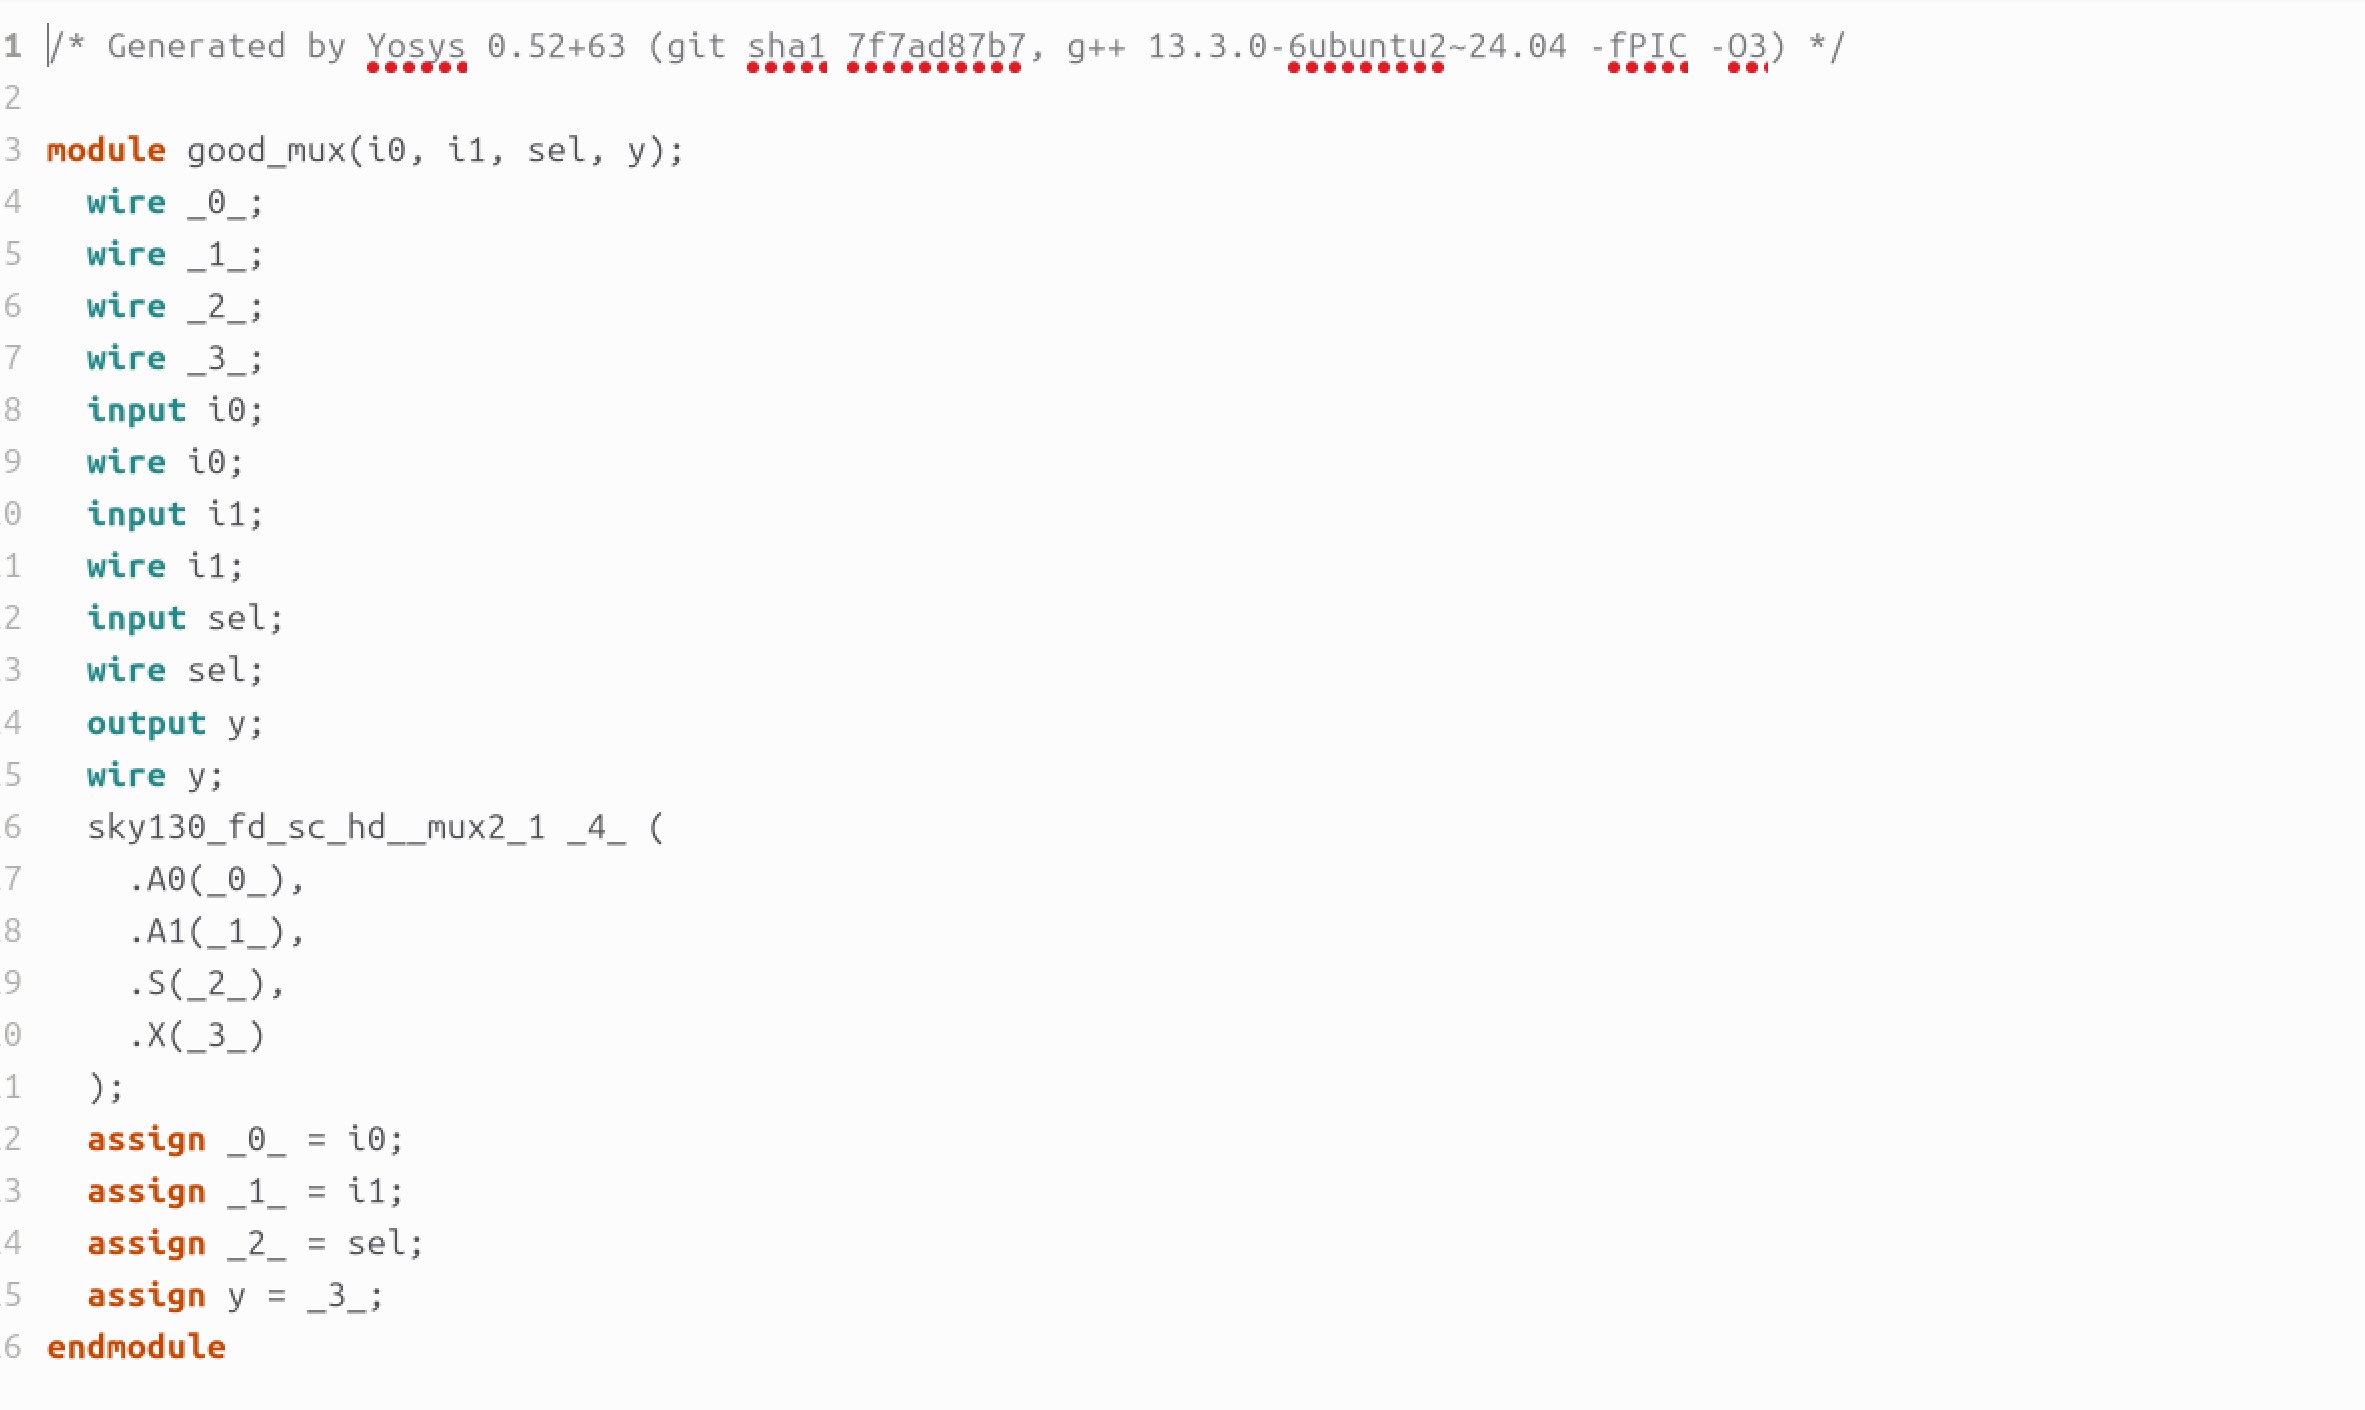 1 /* Generated by Yosys 0.52+63 (git sha1 7f7ad87b7, g++ 13.3.0-6ubuntu2~24.04 -fPIC -O3) */
2
3 module good_mux(i0, i1, sel, y);
4 wire _0_;
5 wire _1_;
6 wire _2_;
7 wire _3_;
8 input i0;
9 wire i0;
0 input i1;
1 wire i1;
2 input sel;
3 wire sel;
4 output y;
5 wire y;
6 sky130_fd_sc_hd__mux2_1 _4_ (
7 .A0(_0_),
8 .A1(_1_),
9 .S(_2_),
0 .X(_3_)
1 );
2 assign _0_ = i0;
3 assign _1_ = i1;
4 assign _2_ = sel;
5 assign y = _3_;
6 endmodule